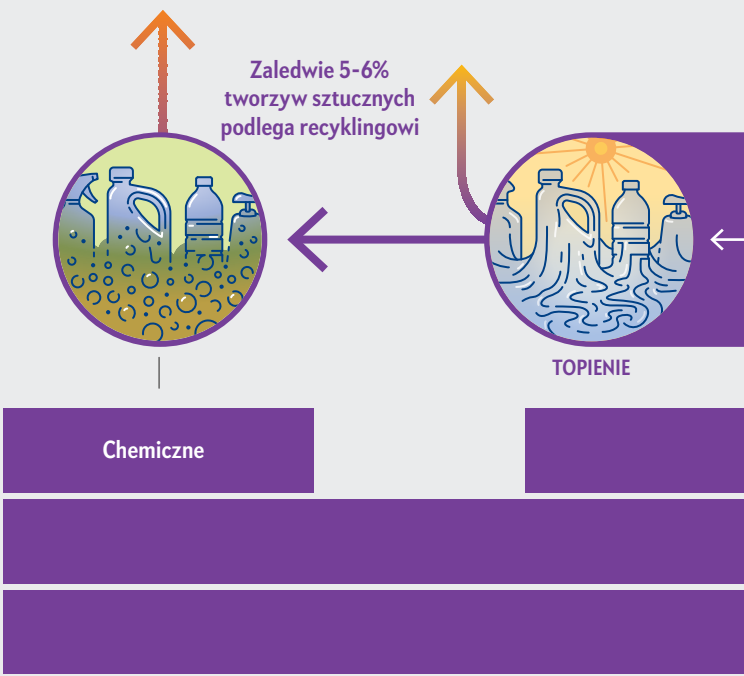 Zaledwie 5-6%
tworzyw sztucznych
podlega recyklingowi
TOPIENIE
Chemiczne